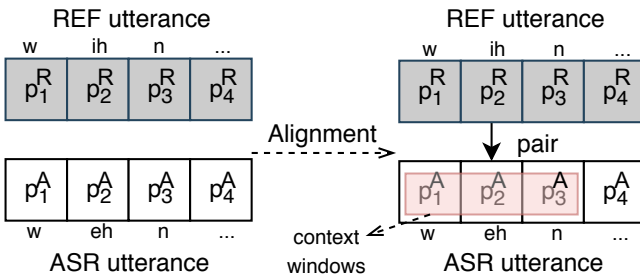 REF utterance
w ih n ...
p₁ᴿ p₂ᴿ p₃ᴿ p₄ᴿ
p₁ᴬ p₂ᴬ p₃ᴬ p₄ᴬ
w eh n ...
ASR utterance
Alignment
REF utterance
w ih n ...
p₁ᴿ p₂ᴿ p₃ᴿ p₄ᴿ
pair
p₁ᴬ p₂ᴬ p₃ᴬ p₄ᴬ
w eh n ...
context
windows
ASR utterance